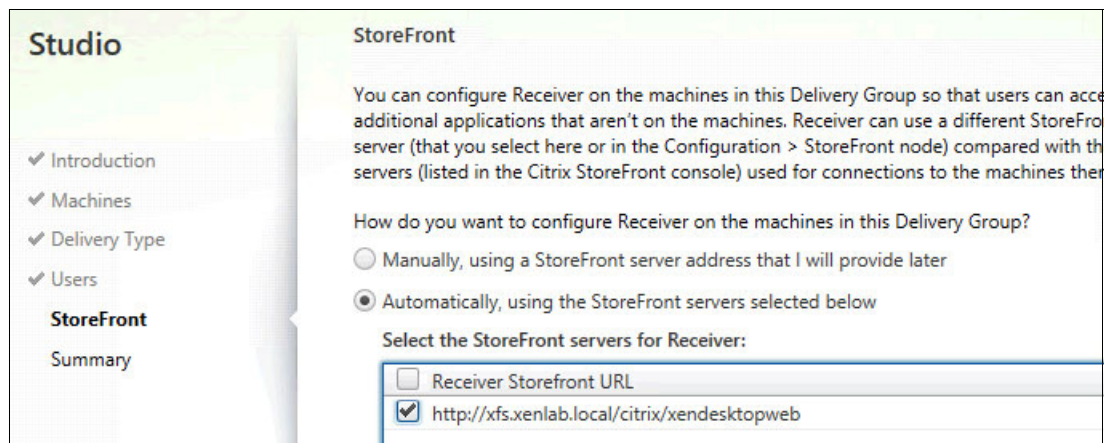 Studio
Introduction
Machines
Delivery Type
Users
StoreFront
Summary
StoreFront
You can configure Receiver on the machines in this Delivery Group so that users can acce
additional applications that aren't on the machines. Receiver can use a different StoreFro
server (that you select here or in the Configuration > StoreFront node) compared with th
servers (listed in the Citrix StoreFront console) used for connections to the machines ther
How do you want to configure Receiver on the machines in this Delivery Group?
Manually, using a StoreFront server address that I will provide later
Automatically, using the StoreFront servers selected below
Select the StoreFront servers for Receiver:
Receiver Storefront URL
http://xfs.xenlab.local/citrix/xendesktopweb